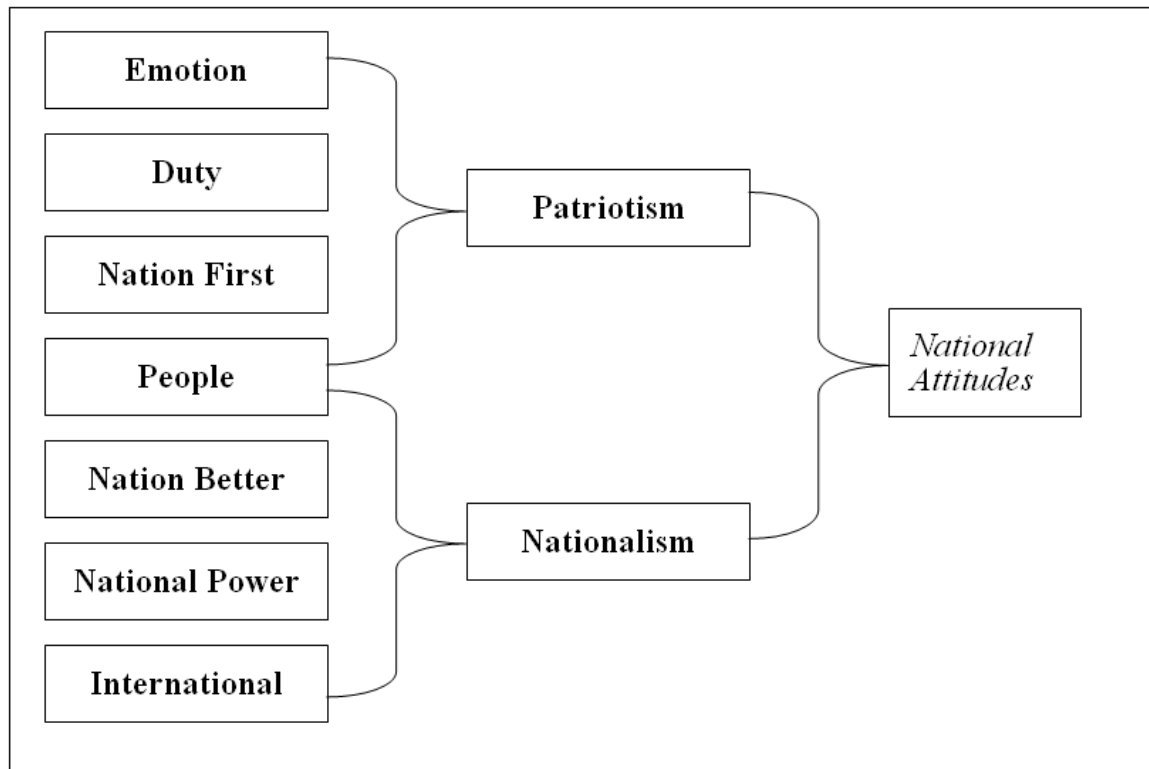 Emotion
Duty
Nation First
People
Nation Better
National Power
International
Patriotism
Nationalism
National
Attitudes